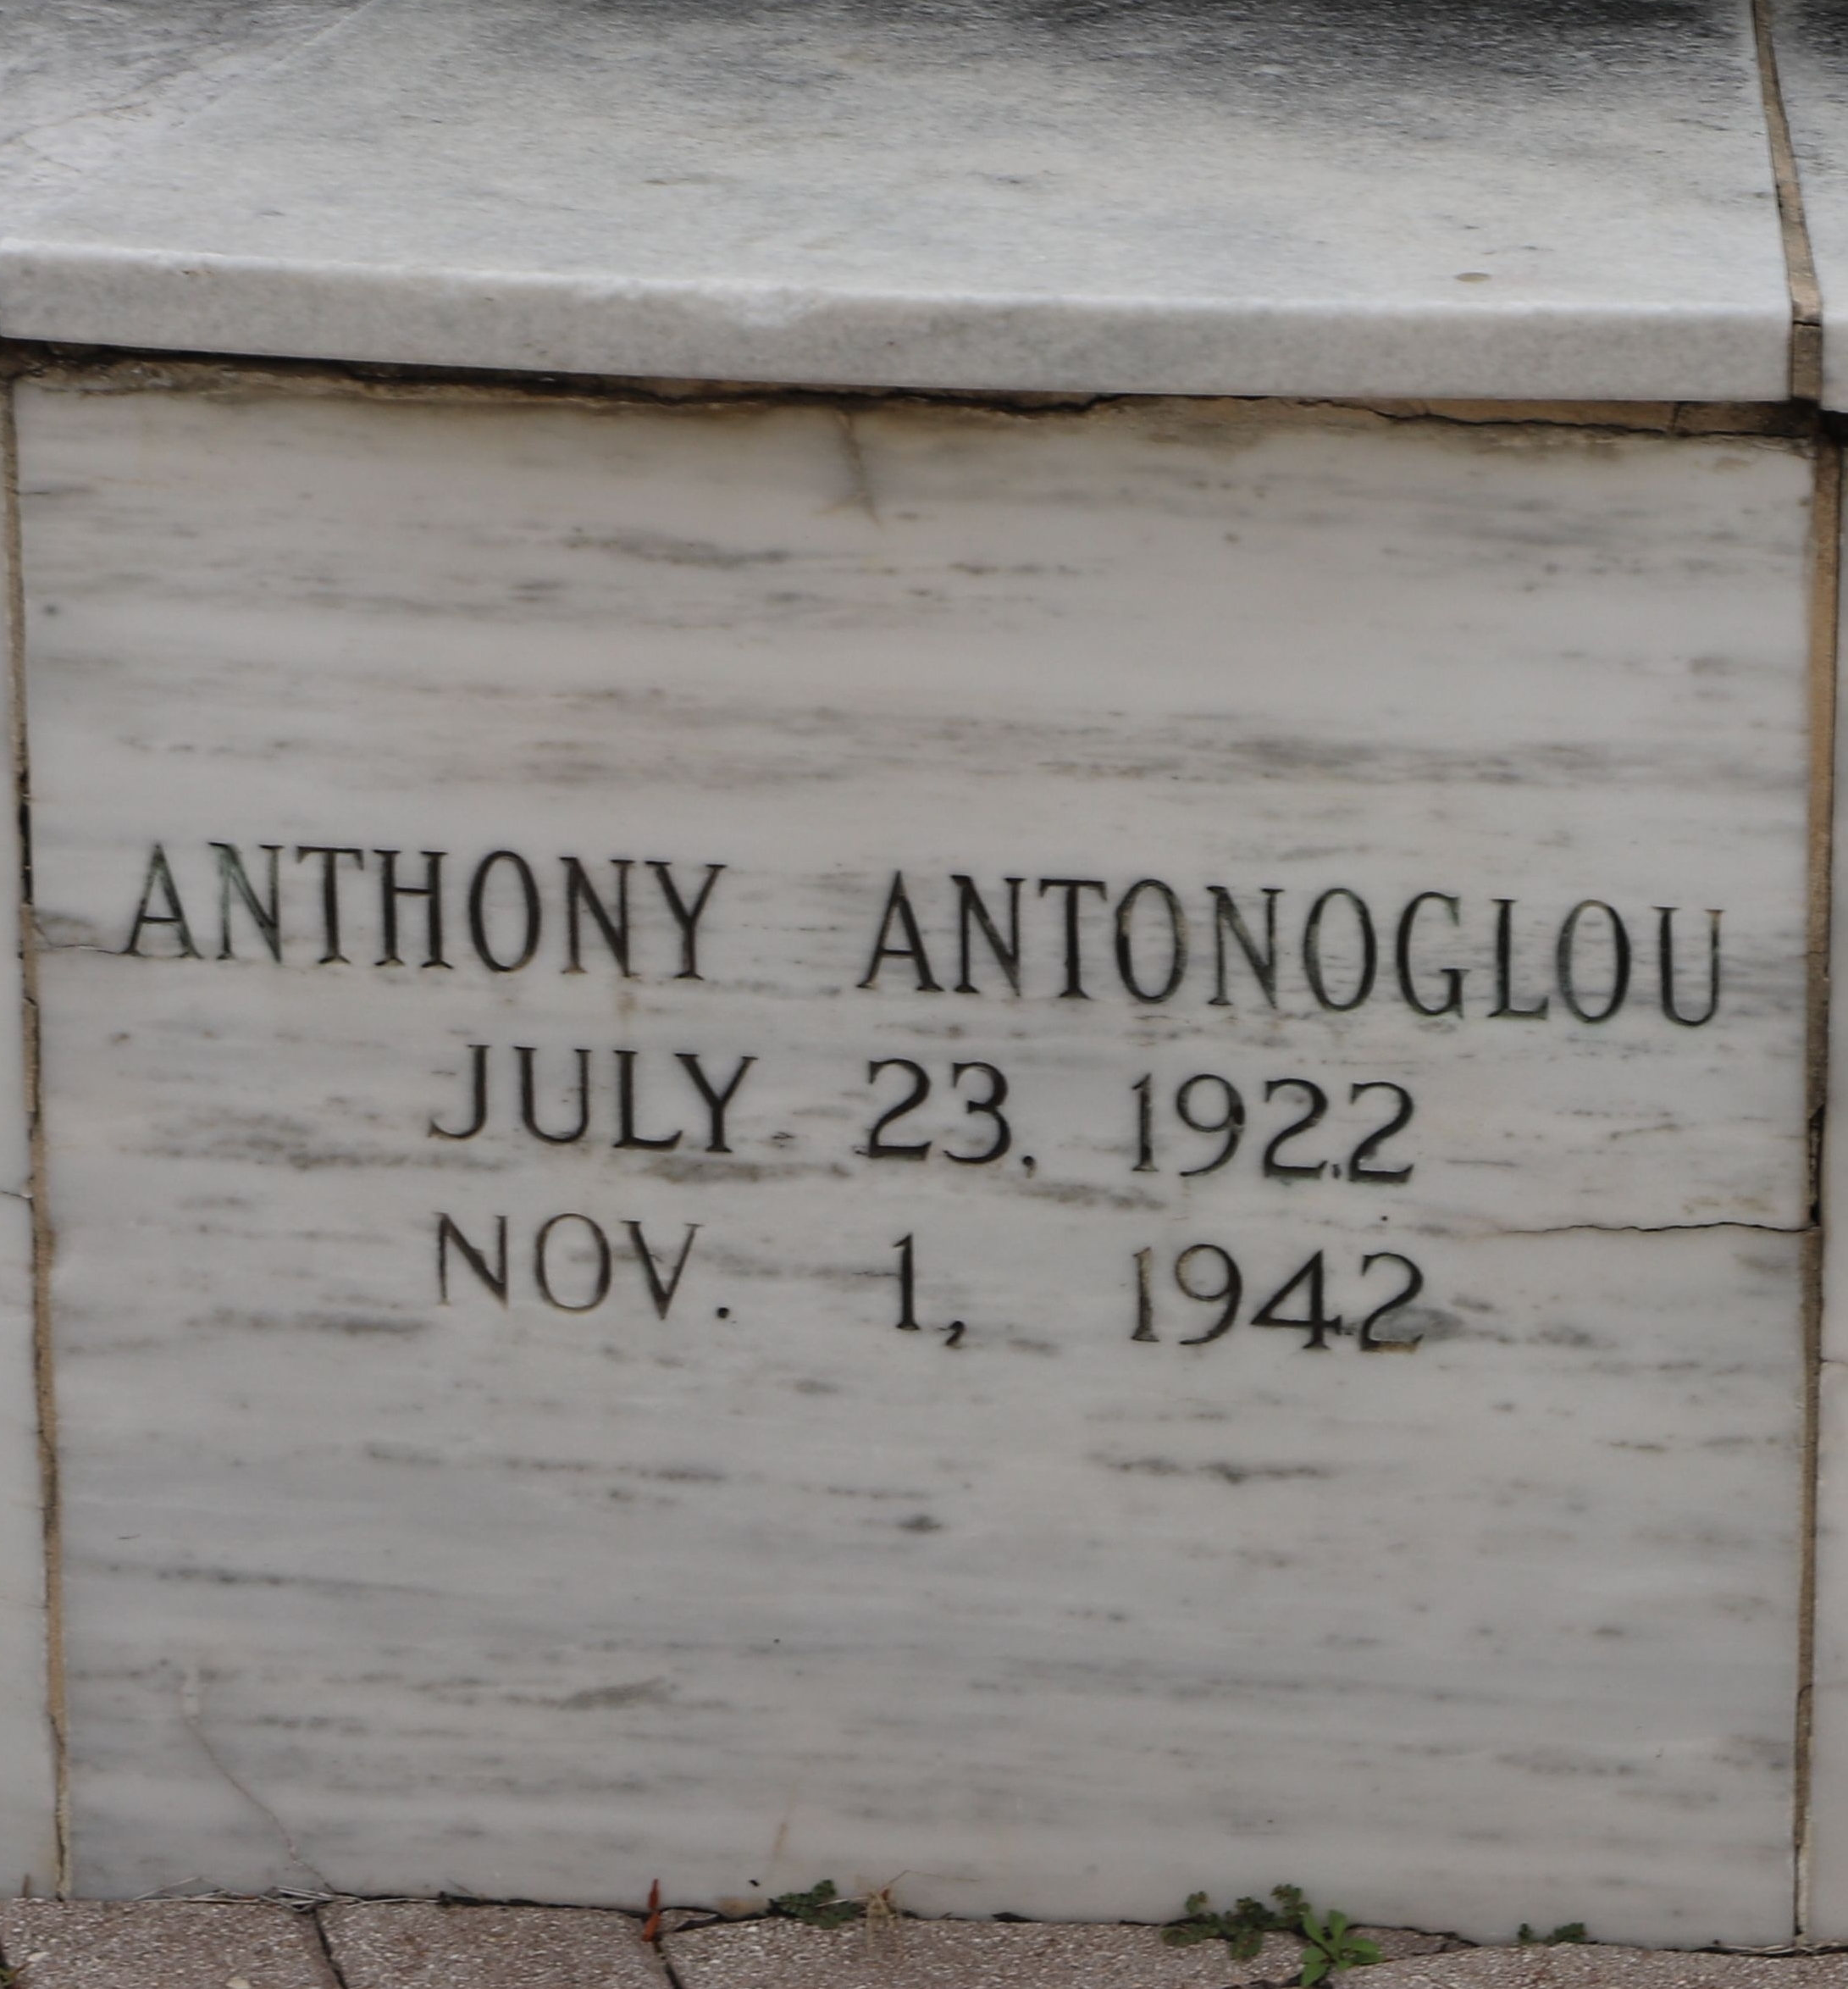 ANTHONY ANTONOGLOU
JULY 23, 1922
NOV. 1, 1942